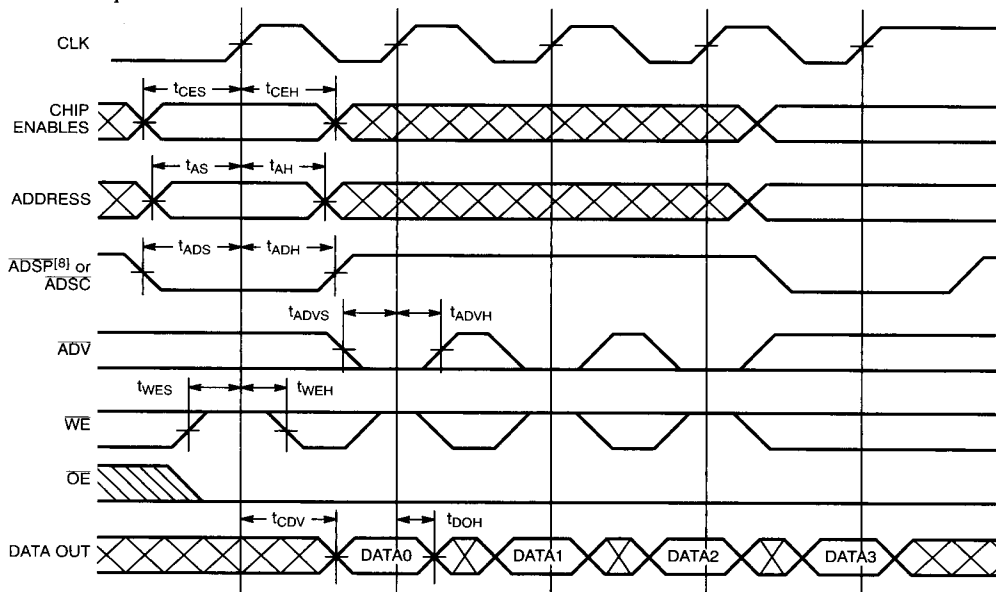 CLK
tCES tCEH
CHIP
ENABLES
tAS tAH
ADDRESS
tADS tADH
ADSP[8] or
ADSC
tADVS tADVH
ADV
tWES tWEH
WE
OE
tCDV tDOH
DATA OUT DATA0 DATA1 DATA2 DATA3